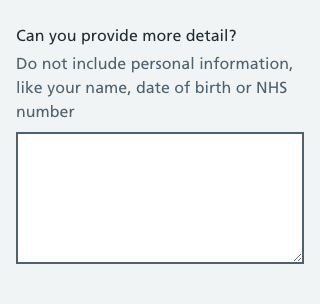 Can you provide more detail?
Do not include personal information,
like your name, date of birth or NHS
number